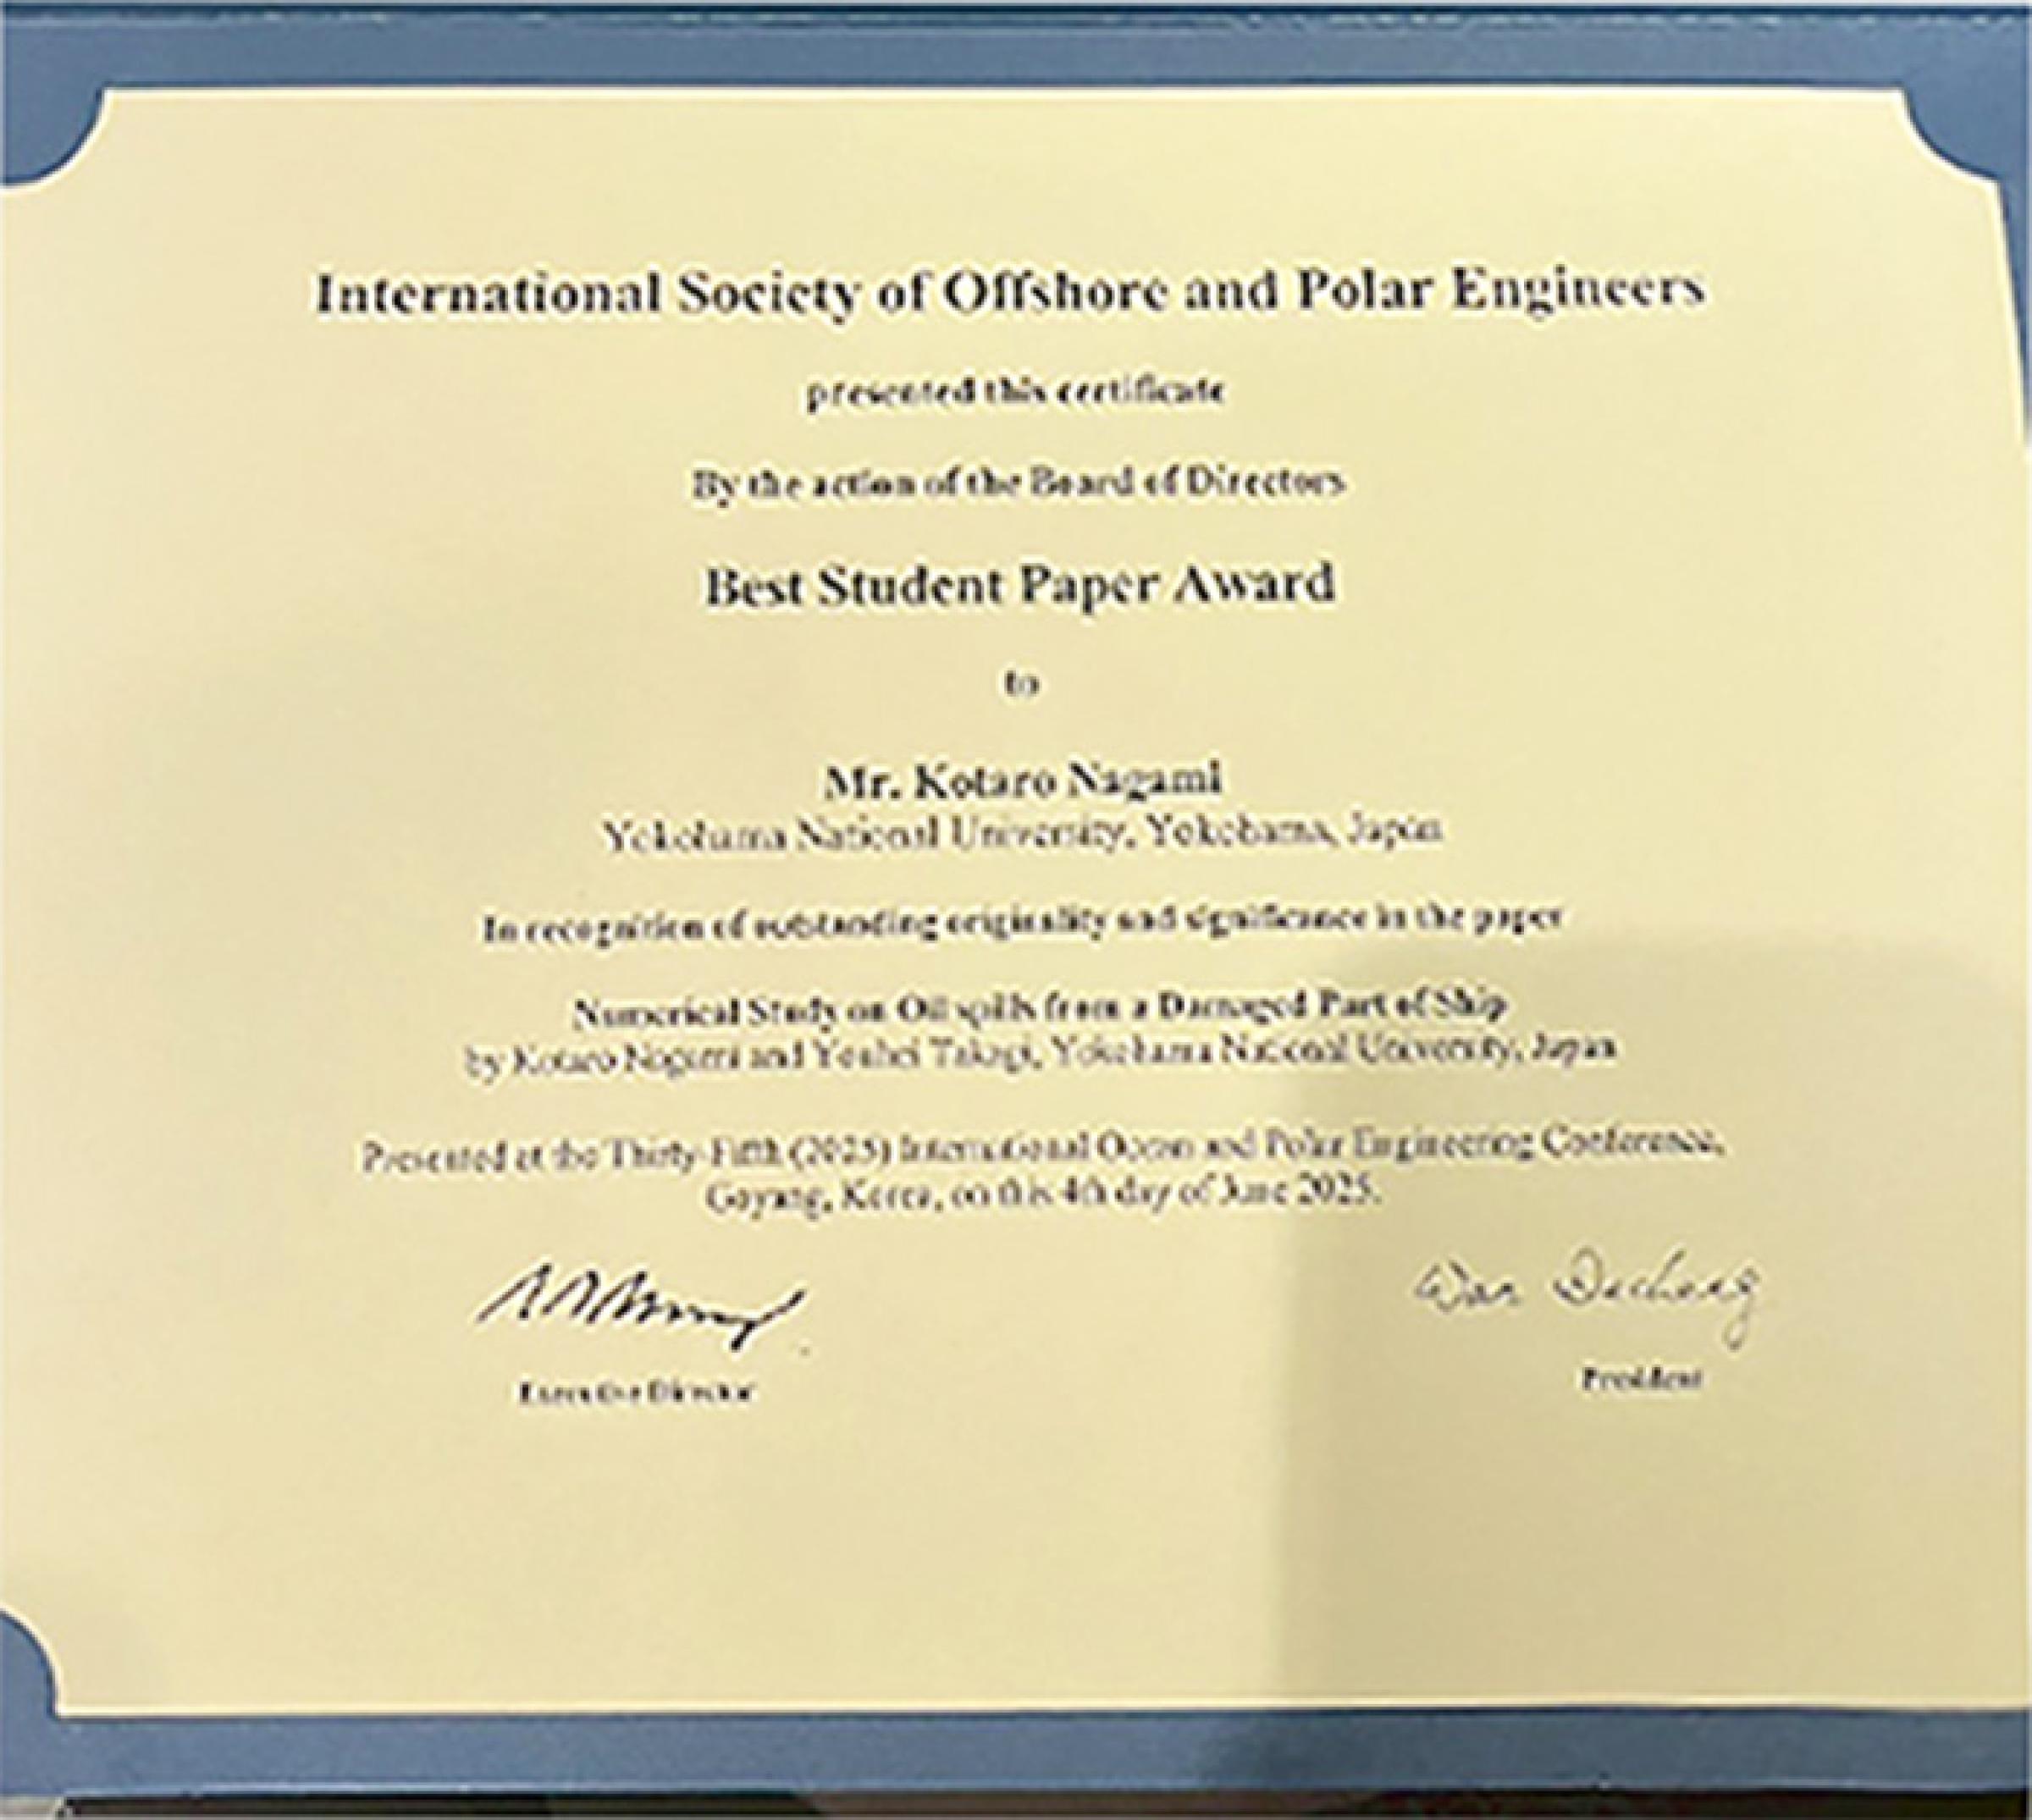 International Society of Offshore and Polar Engineers
presented this certificate
By the action of the Board of Directors
Best Student Paper Award
to
Mr. Kotaro Nagami
Yokohama National University, Yokohama, Japan
In recognition of outstanding originality and significance in the paper
Numerical Study on Oil spills from a Damaged Part of Ship
by Kotaro Nagami and Youhei Takagi, Yokohama National University, Japan
Presented at the Thirty-Fifth (2025) International Ocean and Polar Engineering Conference,
Goyang, Korea, on this 4th day of June 2025.
Wan Decheng
Executive Director
President